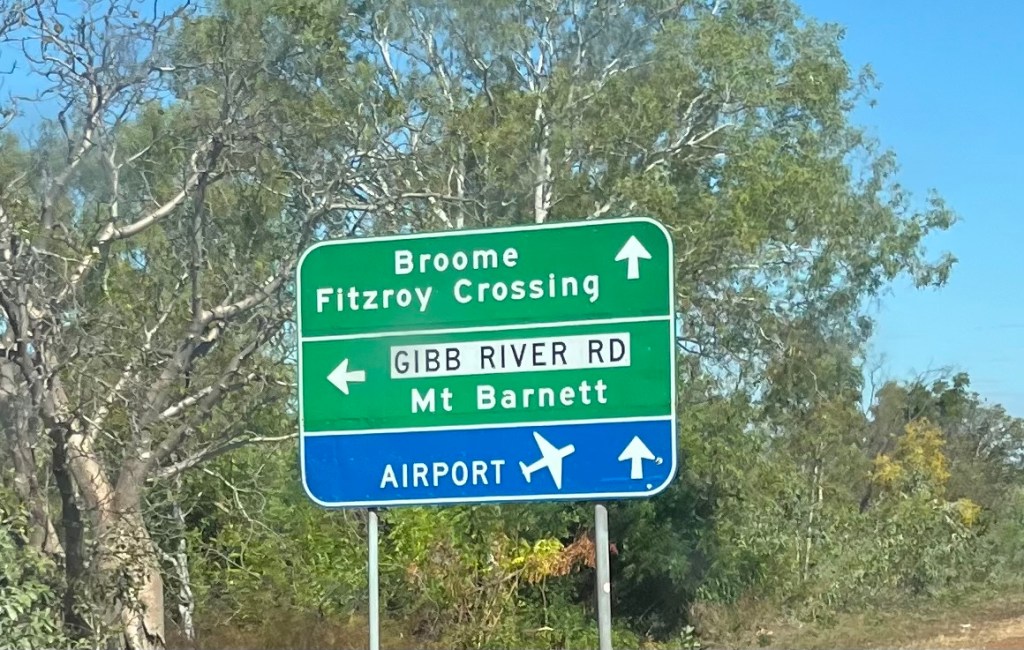 Broome
Fitzroy Crossing
GIBB RIVER RD
Mt Barnett
AIRPORT